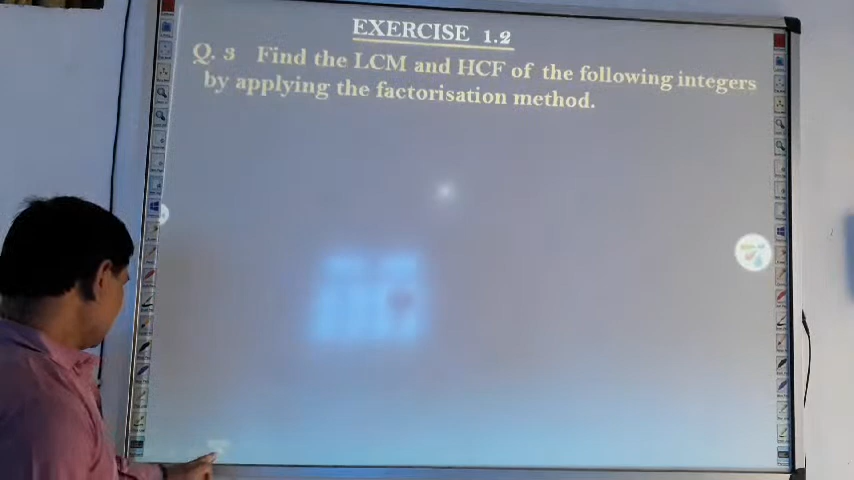 EXERCISE 1.2
Q. 3 Find the LCM and HCF of the following integers
by applying the factorisation method.